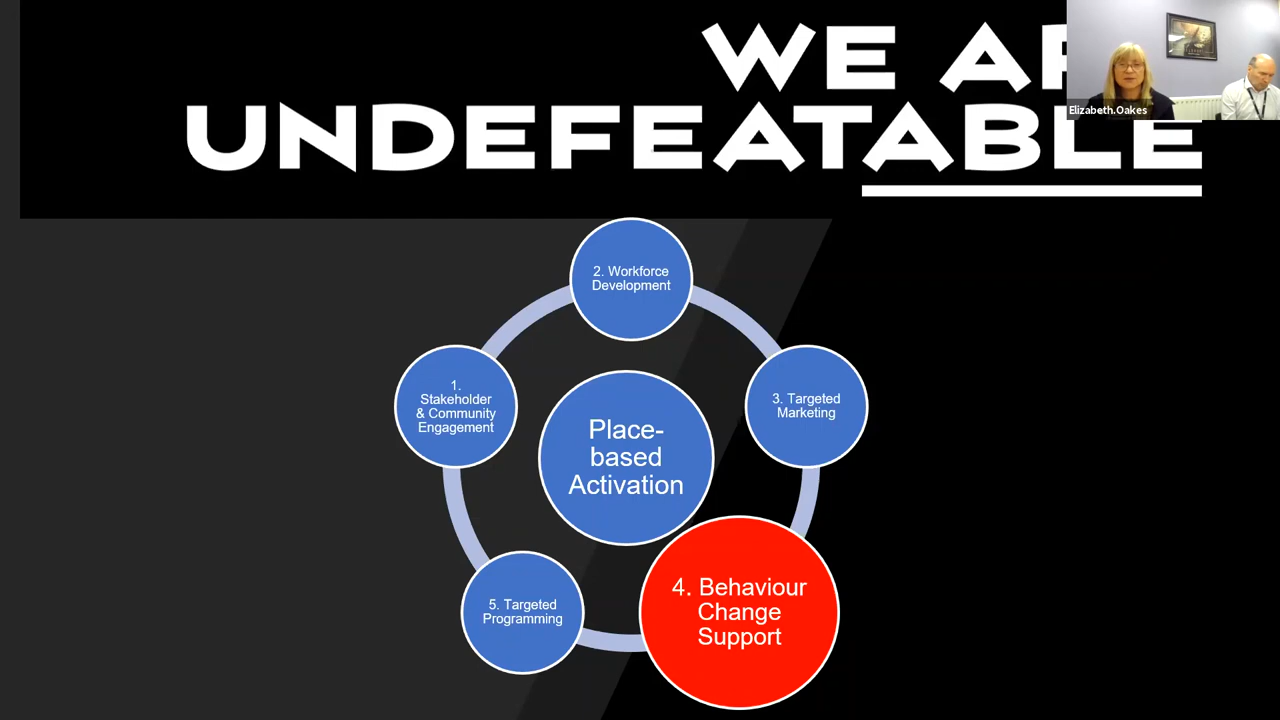 WE AR
UNDEFEATABLE
Elizabeth.Oakes
2. Workforce
Development
1.
Stakeholder
& Community
Engagement
3. Targeted
Marketing
Place-
based
Activation
4. Behaviour
Change
Support
5. Targeted
Programming